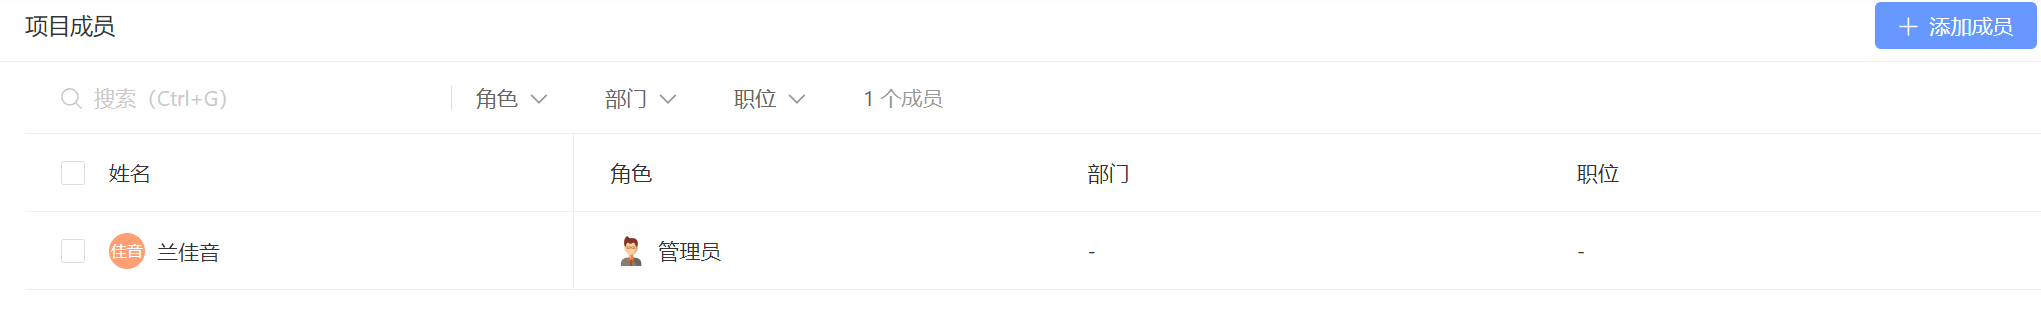 项目成员
添加成员
搜索（Ctrl+G） 角色 部门 职位 1 个成员
姓名 角色 部门 职位
佳音 兰佳音 管理员 - -